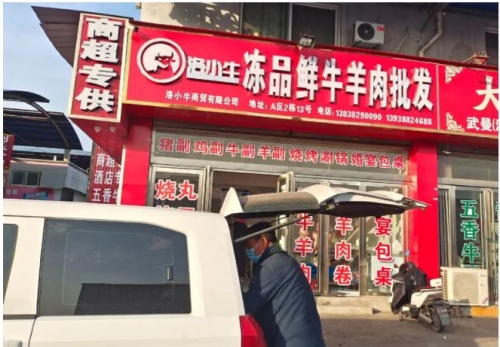 商超专供
洛小牛
冻品鲜牛羊肉批发
洛小牛商贸有限公司 地址:A区2栋13号 电话:13838290090 13938824688
大
武曼
猪副 鸡副 牛副 羊副 烧烤 涮锅 婚宴包桌
烧丸
牛羊
羊肉卷
宴包桌
五香牛
商超
酒店
五香